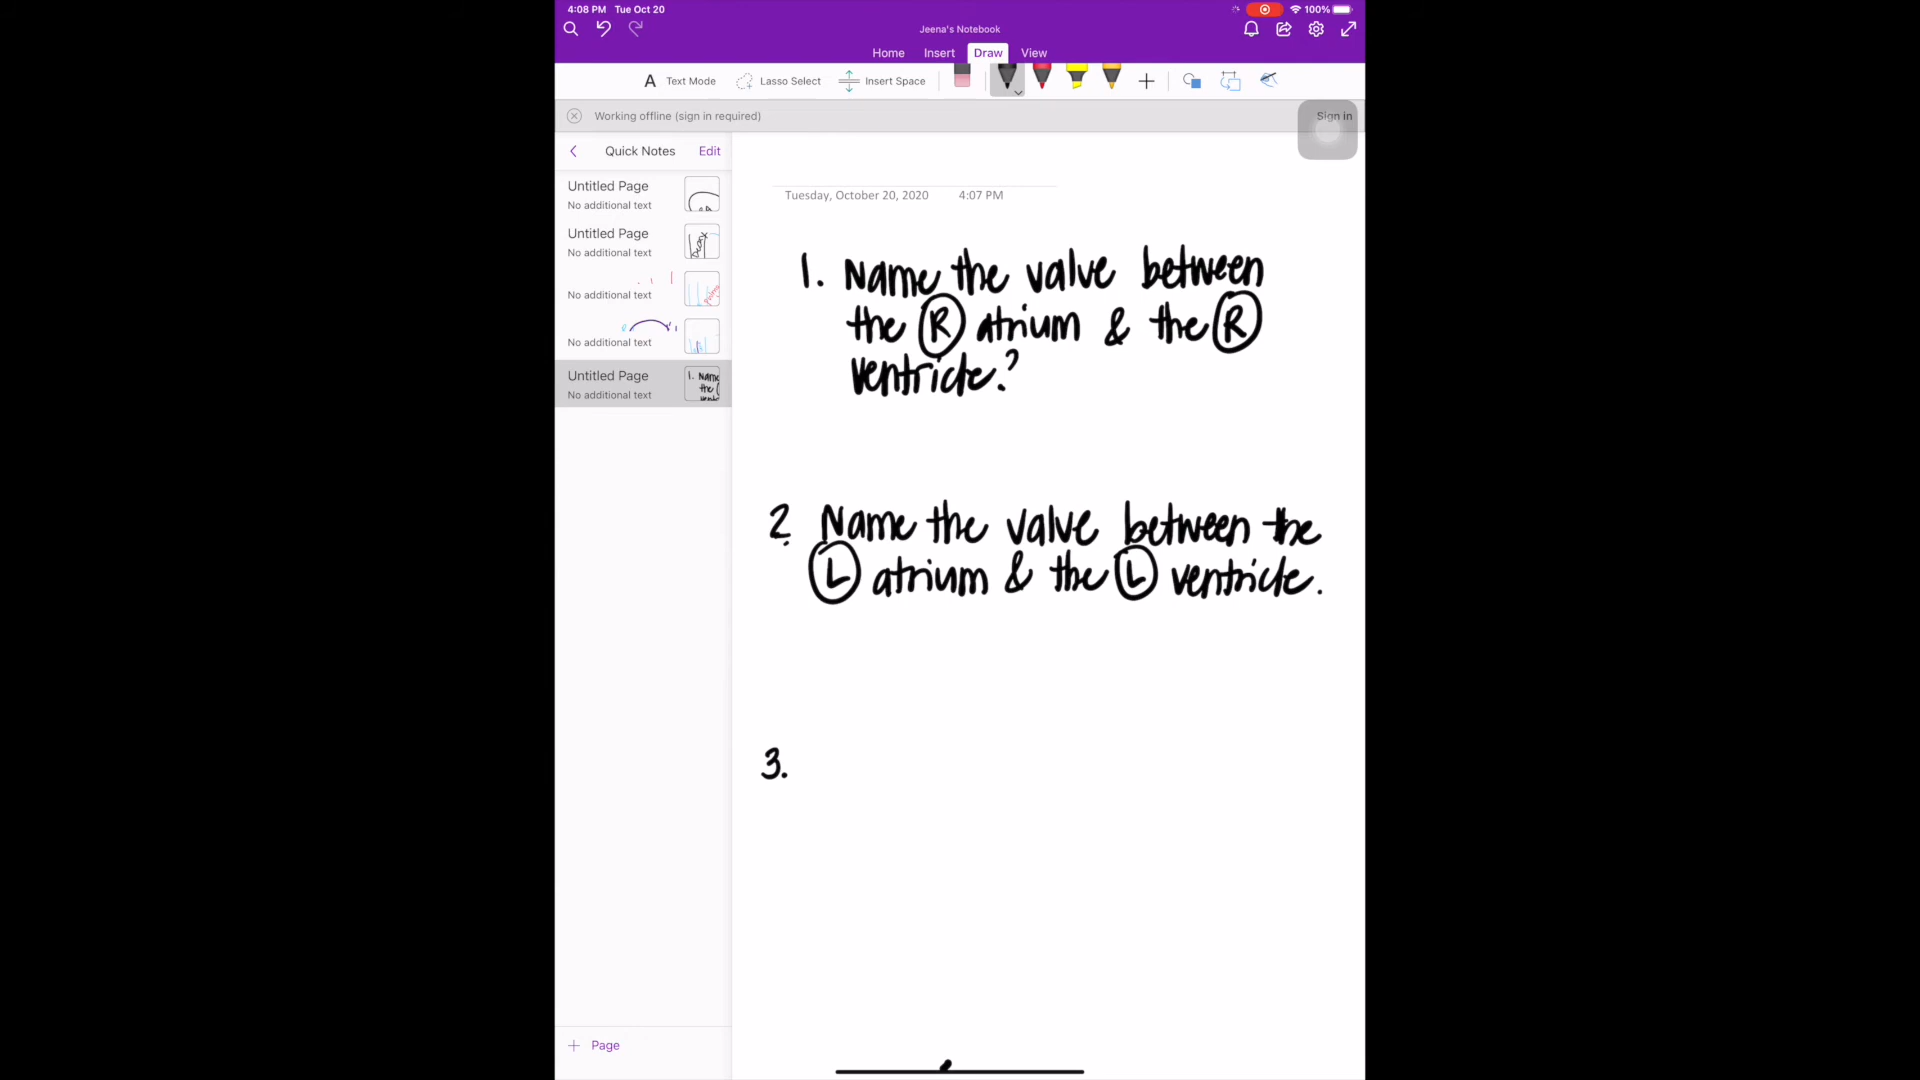 4:08 PM Tue Oct 20
100%
Jeena's Notebook
Home Insert Draw View
A Text Mode Lasso Select Insert Space
Working offline (sign in required) Sign in
Quick Notes Edit
Untitled Page
No additional text
Untitled Page
No additional text
No additional text
No additional text
Untitled Page
No additional text
Page
Tuesday, October 20, 2020 4:07 PM
1. Name the valve between
the R atrium & the R
ventricle.?
2. Name the valve between the
L atrium & the L ventricle.
3.